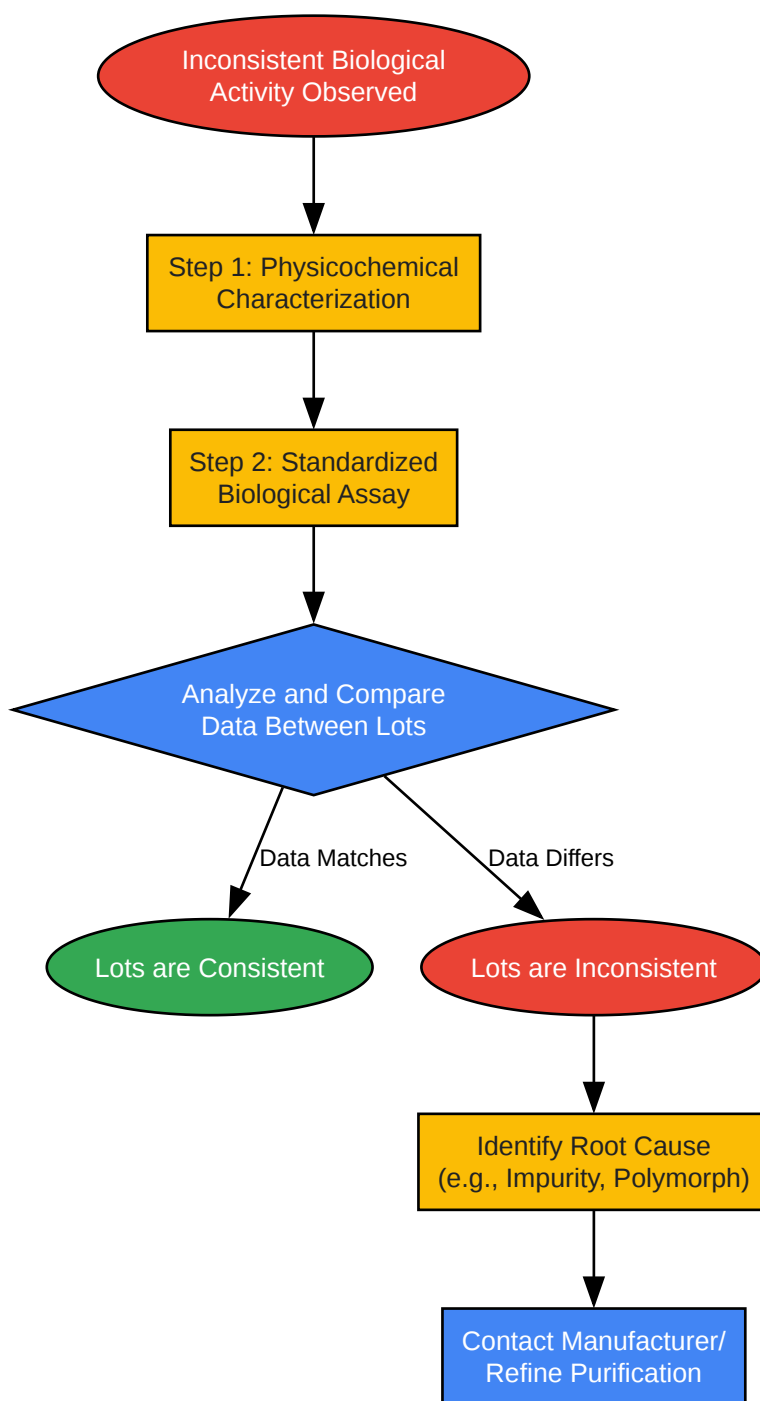 Inconsistent Biological
Activity Observed
Step 1: Physicochemical
Characterization
Step 2: Standardized
Biological Assay
Analyze and Compare
Data Between Lots
Data Matches
Data Differs
Lots are Consistent
Lots are Inconsistent
Identify Root Cause
(e.g., Impurity, Polymorph)
Contact Manufacturer/
Refine Purification